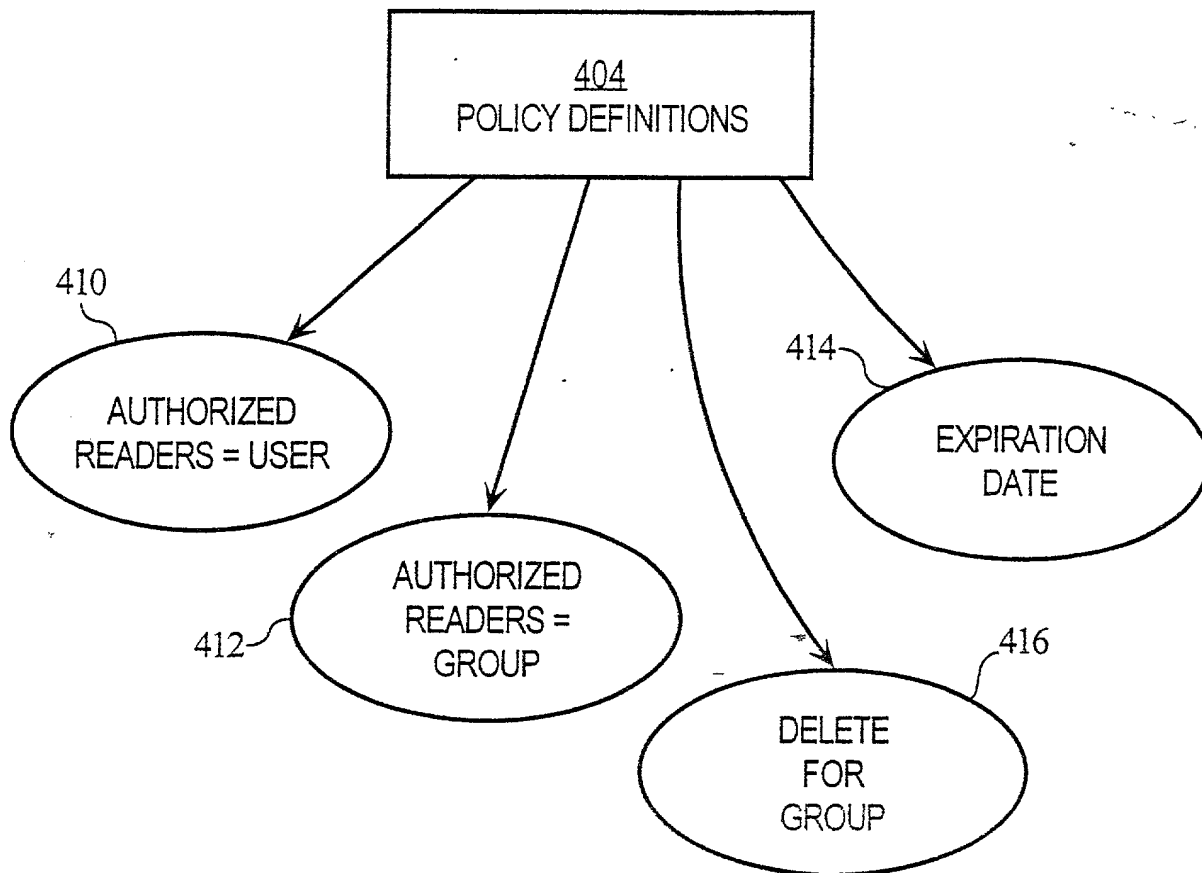 404
POLICY DEFINITIONS
410
AUTHORIZED
READERS = USER
414
EXPIRATION
DATE
412
AUTHORIZED
READERS =
GROUP
416
DELETE
FOR
GROUP